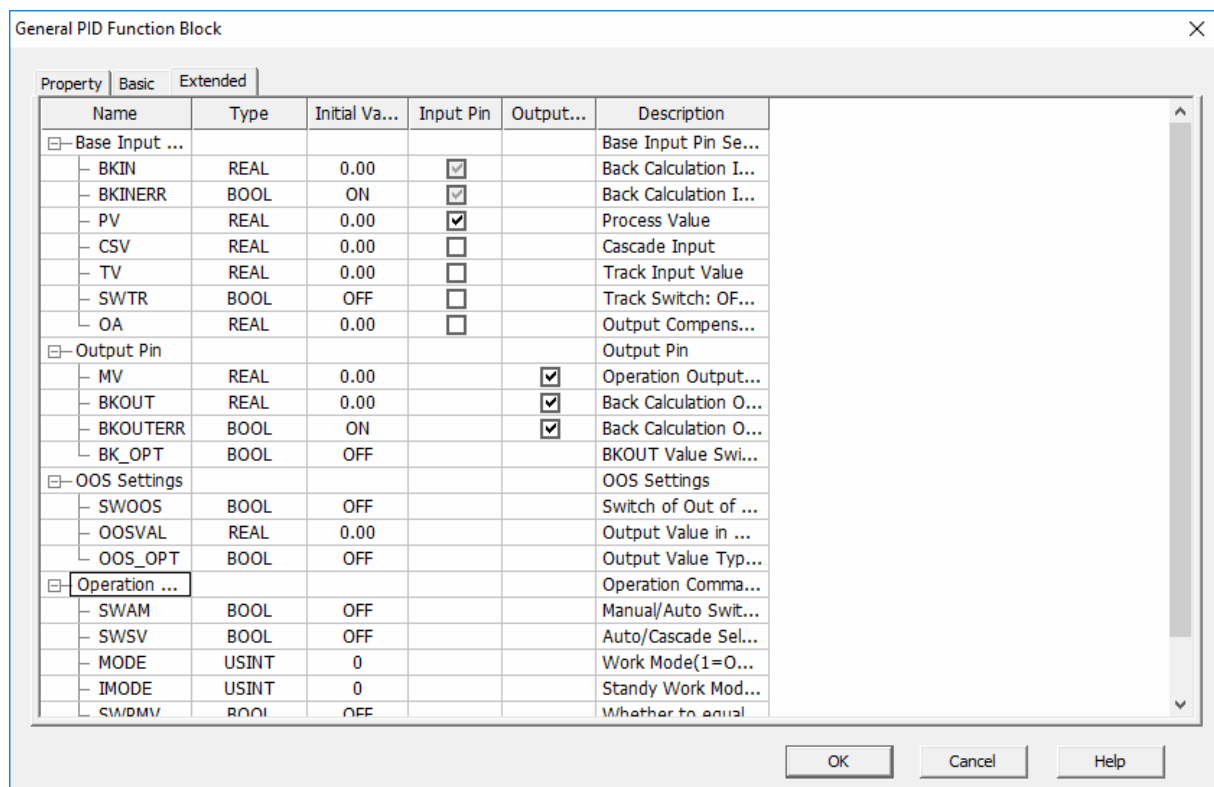 General PID Function Block
Property Basic Extended
Name Type Initial Va... Input Pin Output... Description
Base Input ... Base Input Pin Se...
BKIN REAL 0.00 Back Calculation I...
BKINERR BOOL ON Back Calculation I...
PV REAL 0.00 Process Value
CSV REAL 0.00 Cascade Input
TV REAL 0.00 Track Input Value
SWTR BOOL OFF Track Switch: OF...
OA REAL 0.00 Output Compens...
Output Pin Output Pin
MV REAL 0.00 Operation Output...
BKOUT REAL 0.00 Back Calculation O...
BKOUTERR BOOL ON Back Calculation O...
BK_OPT BOOL OFF BKOUT Value Swi...
OOS Settings OOS Settings
SWOOS BOOL OFF Switch of Out of ...
OOSVAL REAL 0.00 Output Value in ...
OOS_OPT BOOL OFF Output Value Typ...
Operation ... Operation Comma...
SWAM BOOL OFF Manual/Auto Swit...
SWSV BOOL OFF Auto/Cascade Sel...
MODE USINT 0 Work Mode(1=O...
IMODE USINT 0 Standy Work Mod...
SWPMV BOOL OFF Whether to equal
OK Cancel Help